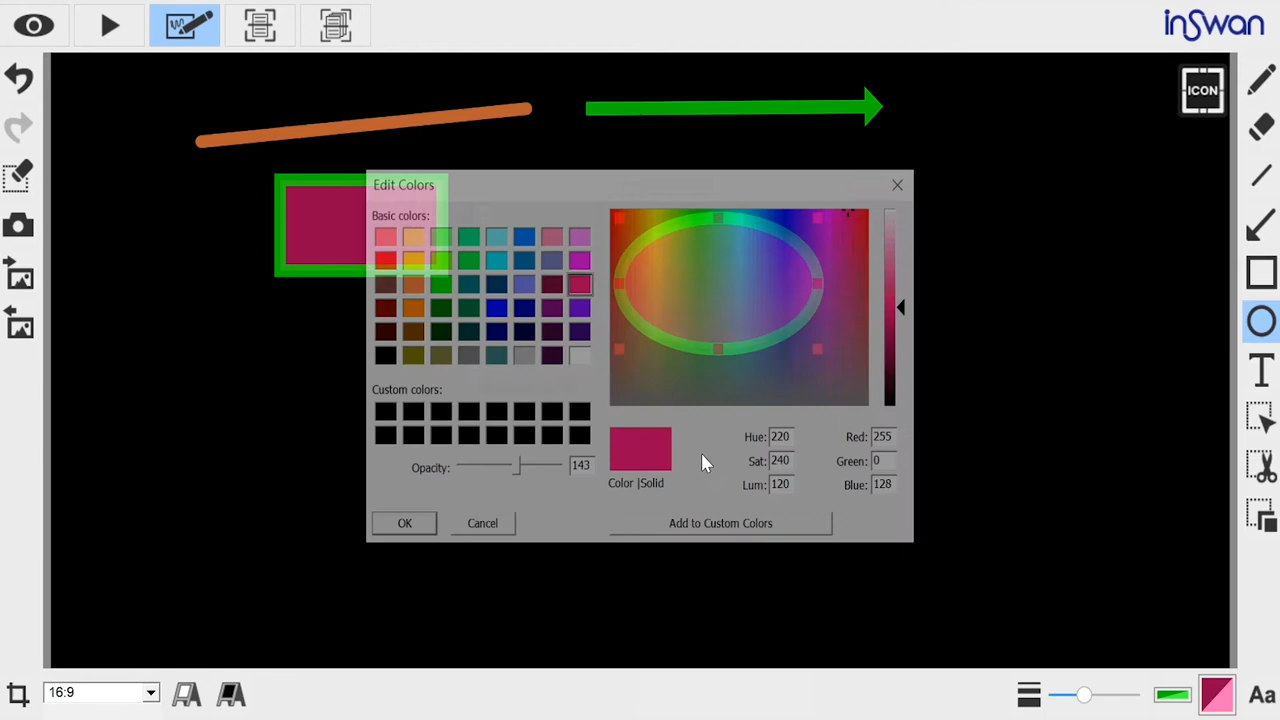 inSwan
ICON
Edit Colors
Basic colors:
Custom colors:
Opacity: 143
Hue: 220 Red: 255
Sat: 240 Green: 0
Color |Solid
Lum: 120 Blue: 128
OK Cancel Add to Custom Colors
T
16:9
Aa